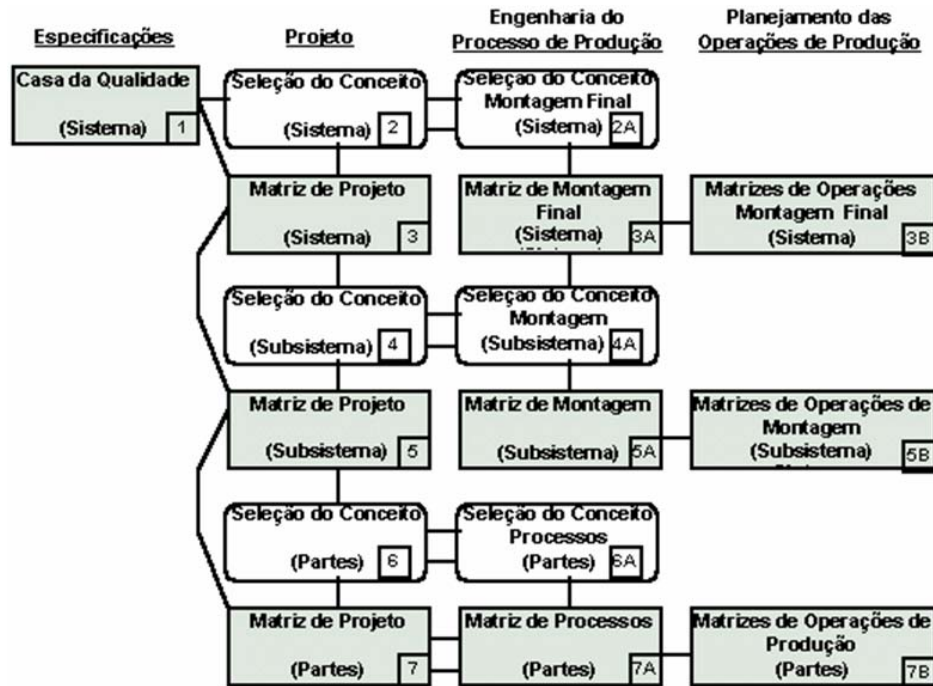 Especificações
Projeto
Engenharia do
Processo de Produção
Planejamento das
Operações de Produção
Casa da Qualidade
(Sistema) 1
Seleção do Conceito
(Sistema) 2
Seleção do Conceito
Montagem Final
(Sistema) 2A
Matriz de Projeto
(Sistema) 3
Matriz de Montagem
Final
(Sistema) 3A
Matrizes de Operações
Montagem Final
(Sistema) 3B
Seleção do Conceito
(Subsistema) 4
Seleção do Conceito
Montagem
(Subsistema) 4A
Matriz de Projeto
(Subsistema) 5
Matriz de Montagem
(Subsistema) 5A
Matrizes de Operações de
Montagem
(Subsistema) 5B
Seleção do Conceito
(Partes) 6
Seleção do Conceito
Processos
(Partes) 6A
Matriz de Projeto
(Partes) 7
Matriz de Processos
(Partes) 7A
Matrizes de Operações de
Produção
(Partes) 7B